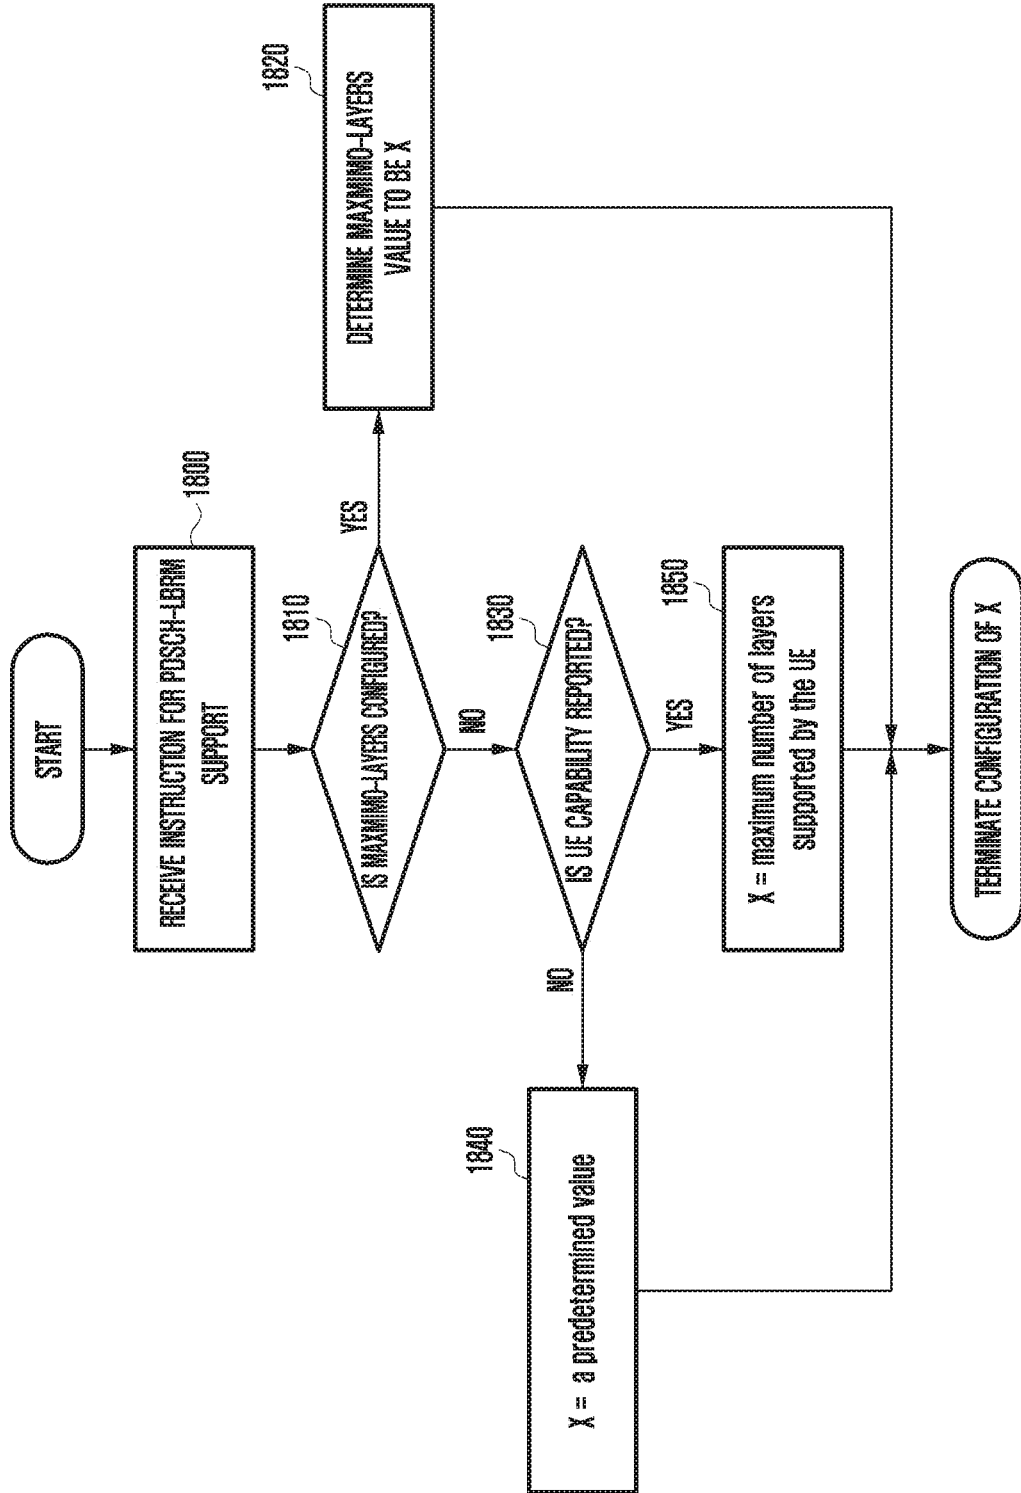 START
1800
RECEIVE INSTRUCTION FOR PDSCH-LBRM
SUPPORT
1810
IS MAXMIMO-LAYERS CONFIGURED?
YES
1820
DETERMINE MAXMIMO-LAYERS
VALUE TO BE X
NO
1830
IS UE CAPABILITY REPORTED?
NO
1840
X = a predetermined value
YES
1850
X = maximum number of layers
supported by the UE
TERMINATE CONFIGURATION OF X